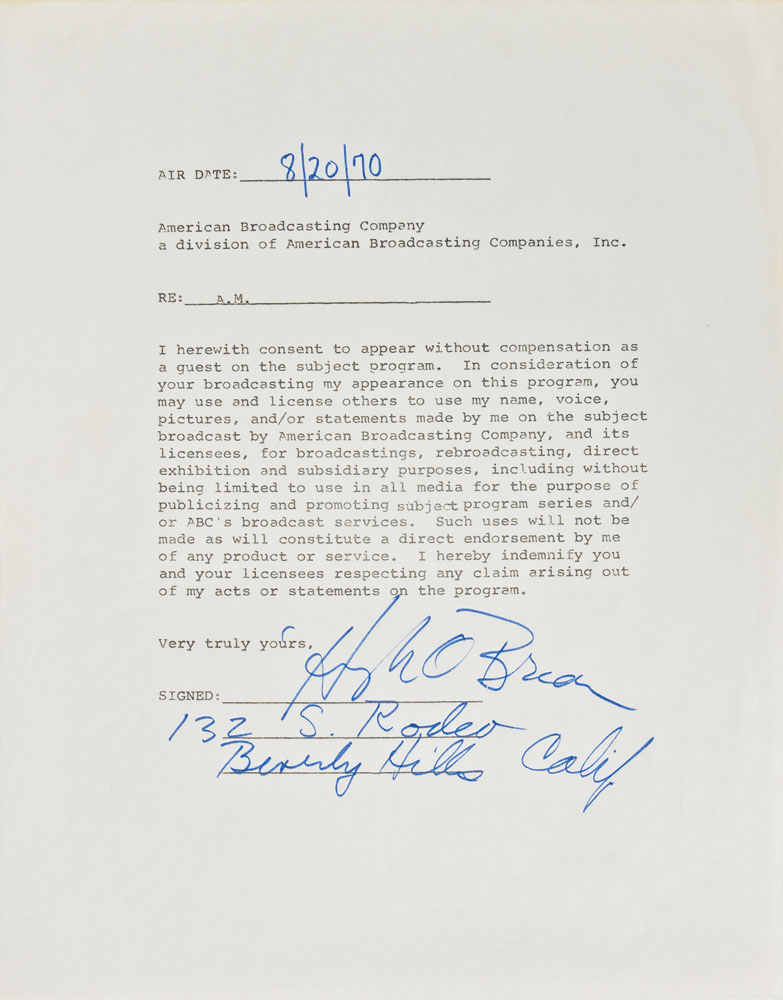 AIR DATE: 8/20/70
American Broadcasting Company
a division of American Broadcasting Companies, Inc.
RE: A.M.
I herewith consent to appear without compensation as
a guest on the subject program. In consideration of
your broadcasting my appearance on this program, you
may use and license others to use my name, voice,
pictures, and/or statements made by me on the subject
broadcast by American Broadcasting Company, and its
licensees, for broadcastings, rebroadcasting, direct
exhibition and subsidiary purposes, including without
being limited to use in all media for the purpose of
publicizing and promoting subject program series and/
or ABC's broadcast services. Such uses will not be
made as will constitute a direct endorsement by me
of any product or service. I hereby indemnify you
and your licensees respecting any claim arising out
of my acts or statements on the program.
Very truly yours,
SIGNED: Hugh O'Brian
132 S. Rodeo
Beverly Hills Calif